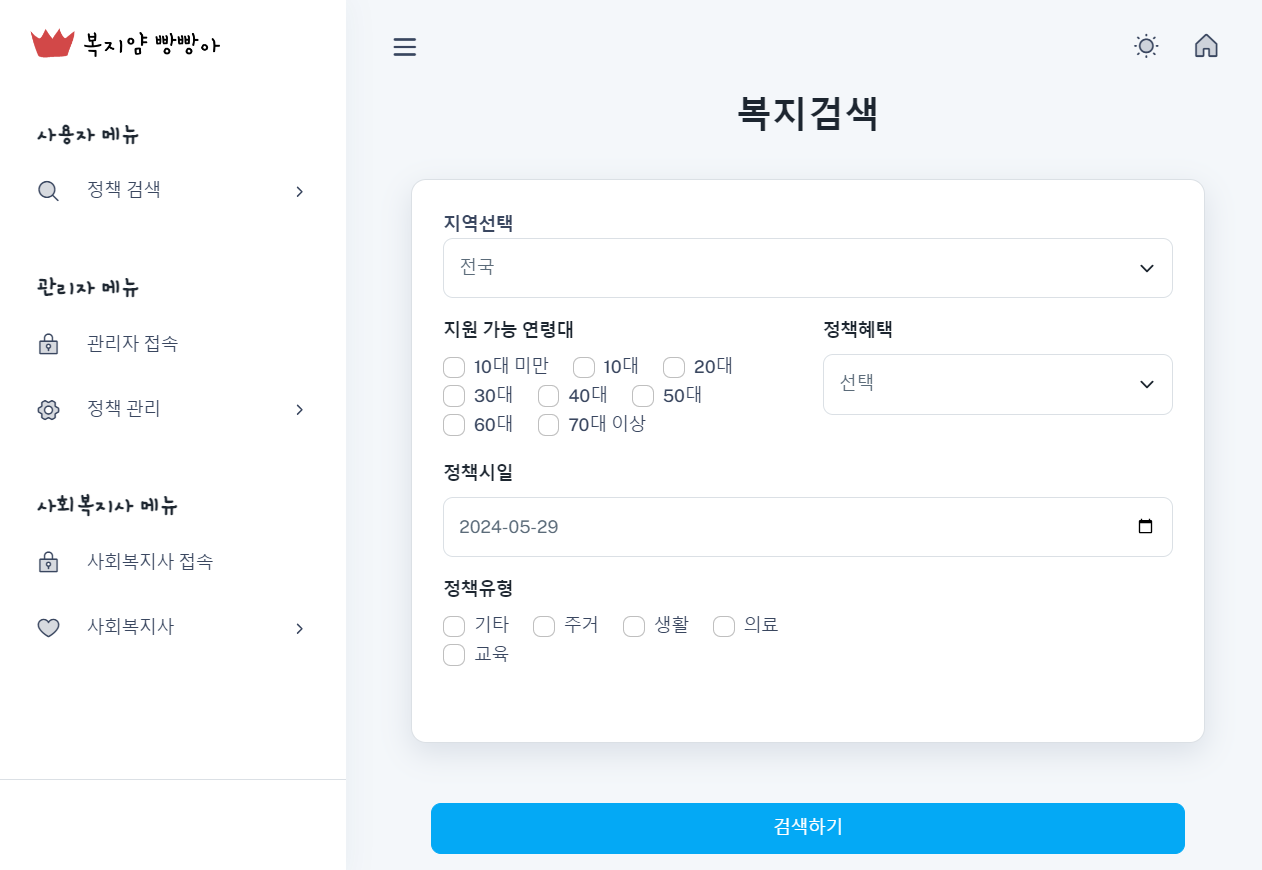 복지얌 빵빵아
사용자 메뉴
정책 검색
관리자 메뉴
관리자 접속
정책 관리
사회복지사 메뉴
사회복지사 접속
사회복지사
복지검색
지역선택
전국
지원 가능 연령대
10대 미만 10대 20대
30대 40대 50대
60대 70대 이상
정책혜택
선택
정책시일
2024-05-29
정책유형
기타 주거 생활 의료
교육
검색하기